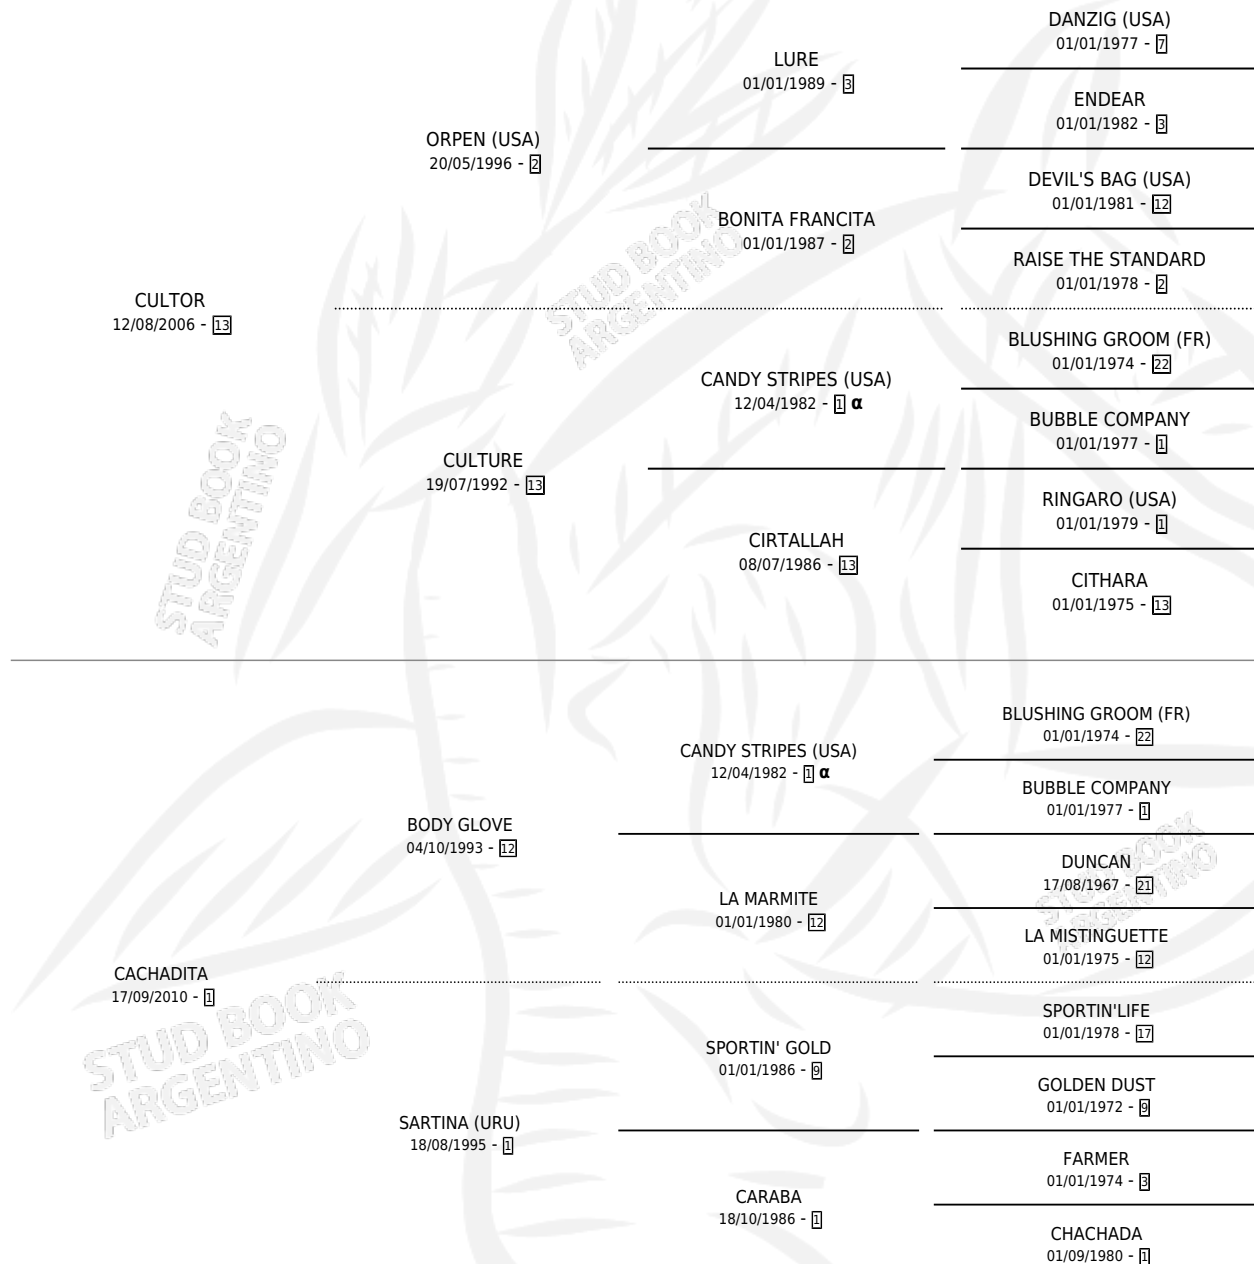 DANZIG (USA)
01/01/1977 - 7
LURE
01/01/1989 - 3
ENDEAR
01/01/1982 - 3
ORPEN (USA)
20/05/1996 - 2
DEVIL'S BAG (USA)
01/01/1981 - 12
BONITA FRANCITA
01/01/1987 - 2
RAISE THE STANDARD
01/01/1978 - 2
CULTOR
12/08/2006 - 13
BLUSHING GROOM (FR)
01/01/1974 - 22
CANDY STRIPES (USA)
12/04/1982 - 1 α
BUBBLE COMPANY
01/01/1977 - 1
CULTURE
19/07/1992 - 13
RINGARO (USA)
01/01/1979 - 1
CIRTALLAH
08/07/1986 - 13
CITHARA
01/01/1975 - 13
BLUSHING GROOM (FR)
01/01/1974 - 22
CANDY STRIPES (USA)
12/04/1982 - 1 α
BUBBLE COMPANY
01/01/1977 - 1
BODY GLOVE
04/10/1993 - 12
DUNCAN
17/08/1967 - 21
LA MARMITE
01/01/1980 - 12
LA MISTINGUETTE
01/01/1975 - 12
CACHADITA
17/09/2010 - 1
SPORTIN'LIFE
01/01/1978 - 17
SPORTIN' GOLD
01/01/1986 - 9
GOLDEN DUST
01/01/1972 - 9
SARTINA (URU)
18/08/1995 - 1
FARMER
01/01/1974 - 3
CARABA
18/10/1986 - 1
CHACHADA
01/09/1980 - 1
STUD BOOK
ARGENTINO
STUD BOOK
ARGENTINO
STUD BOOK
ARGENTINO
STUD BOOK
ARGENTINO